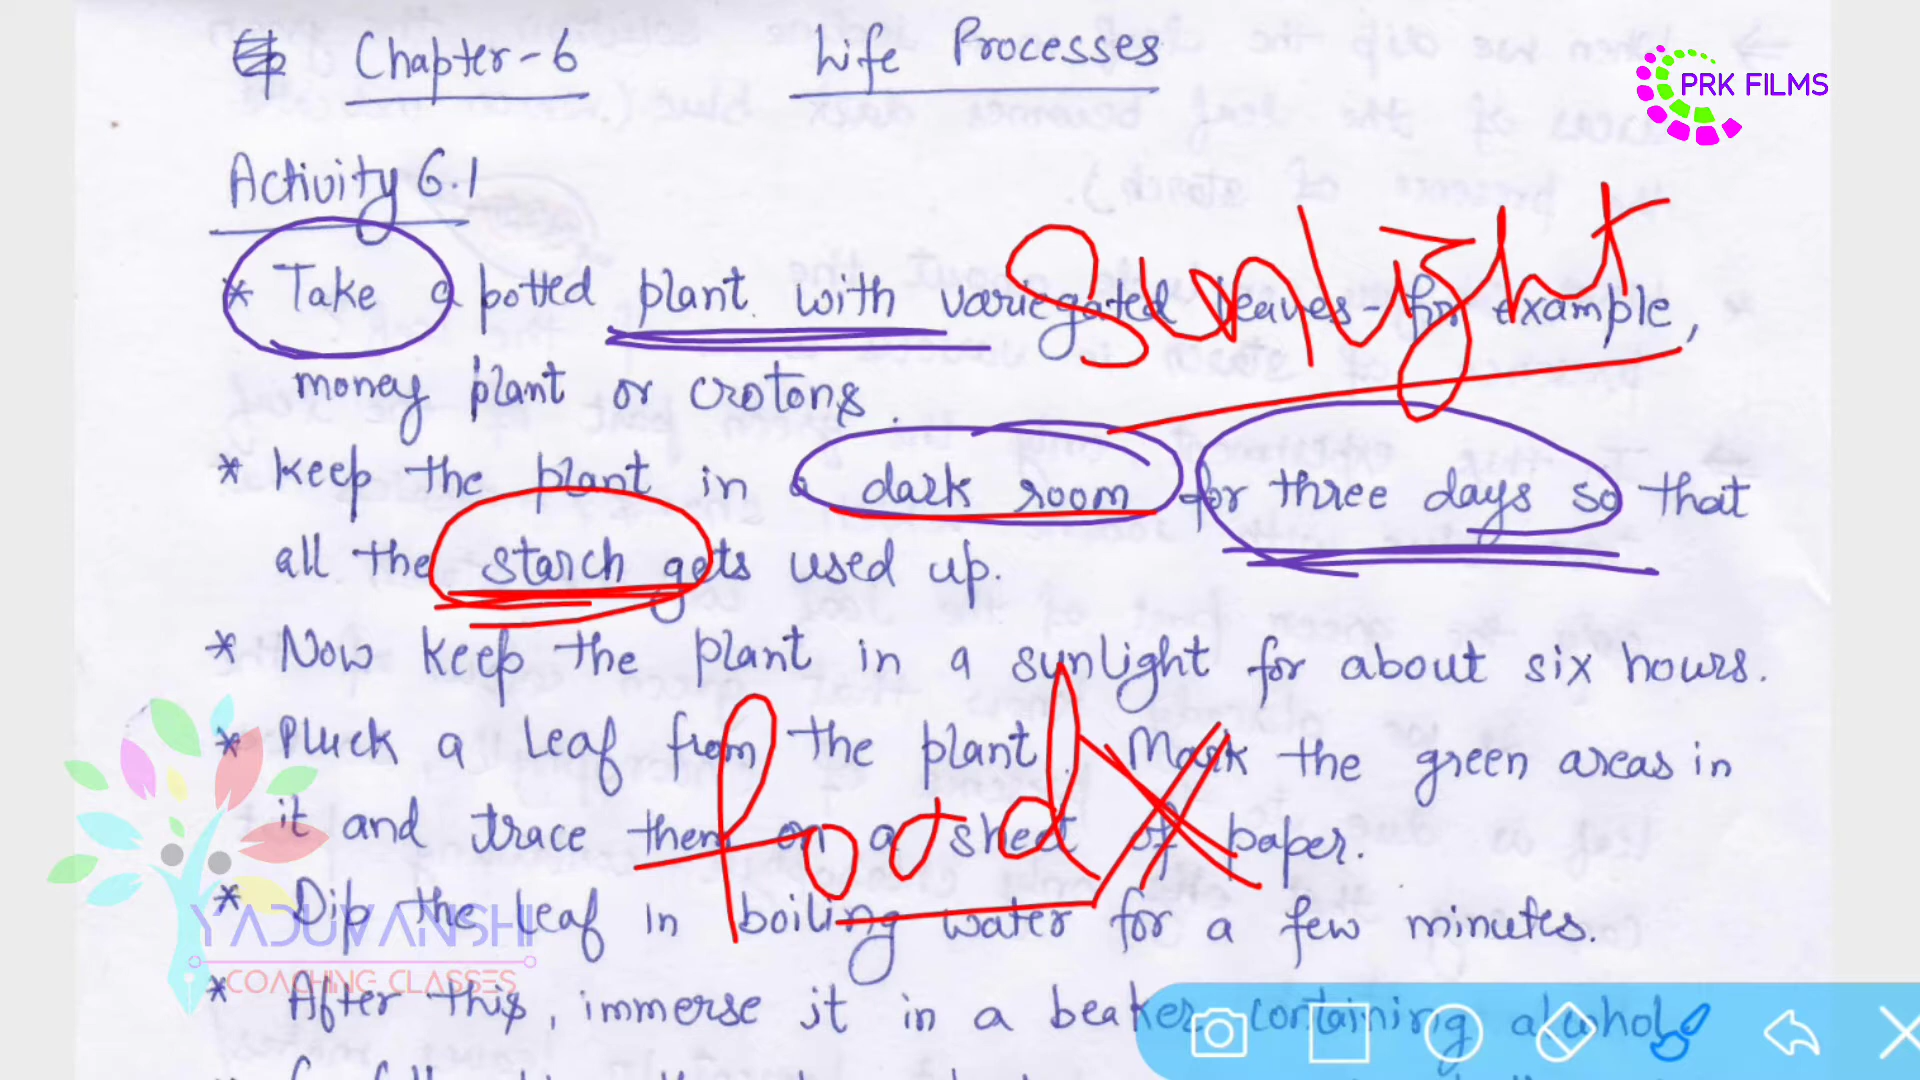 Chapter-6 Life Processes
PRK FILMS
Activity 6.1
* Take a potted plant with variegated leaves - for example,
sunlight
money plant or crotons.
* Keep the plant in a dark room for three days so that
all the starch gets used up.
* Now keep the plant in a sunlight for about six hours.
* Pluck a leaf from the plant. Mark the green areas in
it and trace them on a sheet of paper.
food
* Dip the leaf in boiling water for a few minutes.
YADUVANSHI
COACHING CLASSES
* After this, immerse it in a beaker containing alcohol